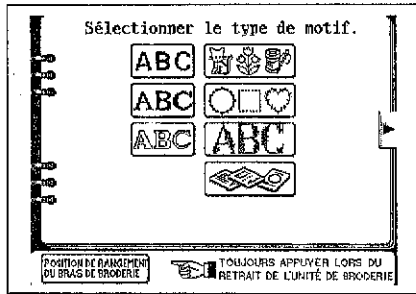 Sélectionner le type de motif.
ABC
ABC
ABC
ABC
POSITION DE RANGEMENT
DU BRAS DE BRODERIE
TOUJOURS APPUYER LORS DU
RETRAIT DE L'UNITÉ DE BRODERIE